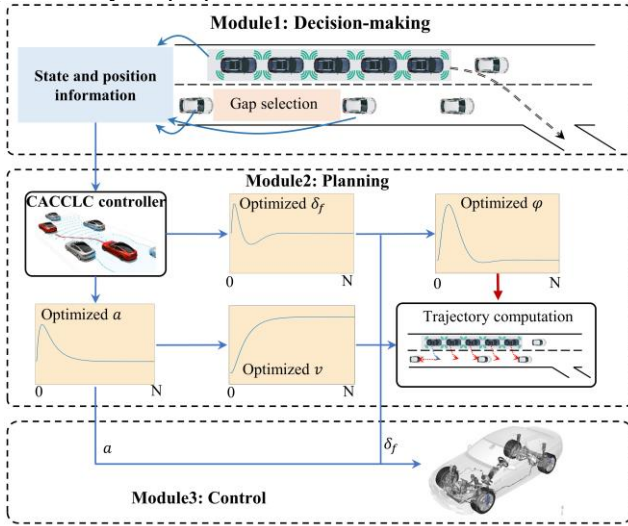 Module1: Decision-making
State and position
information
Gap selection
Module2: Planning
CACCLC controller
Optimized δf
0 N
Optimized φ
0 N
Optimized a
0 N
Optimized v
0 N
Trajectory computation
a
δf
Module3: Control